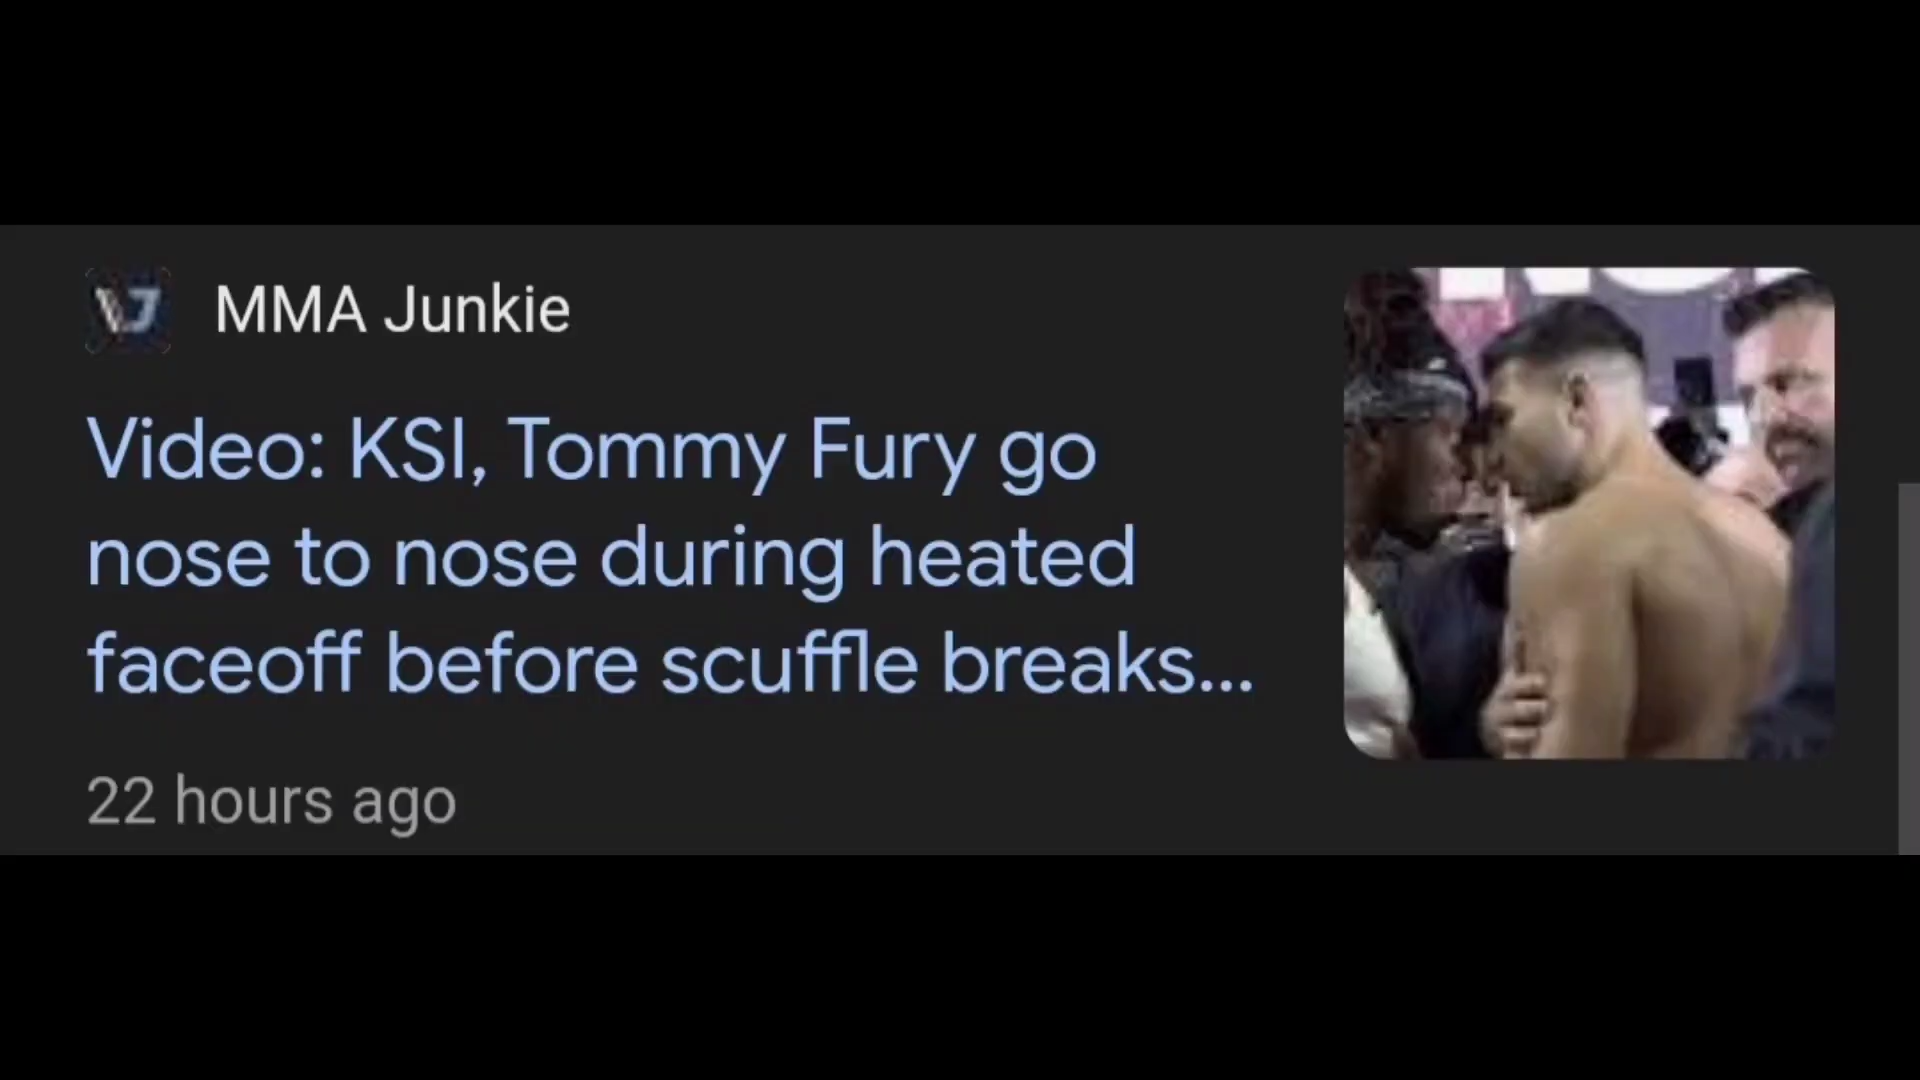 MMA Junkie
Video: KSI, Tommy Fury go
nose to nose during heated
faceoff before scuffle breaks...
22 hours ago